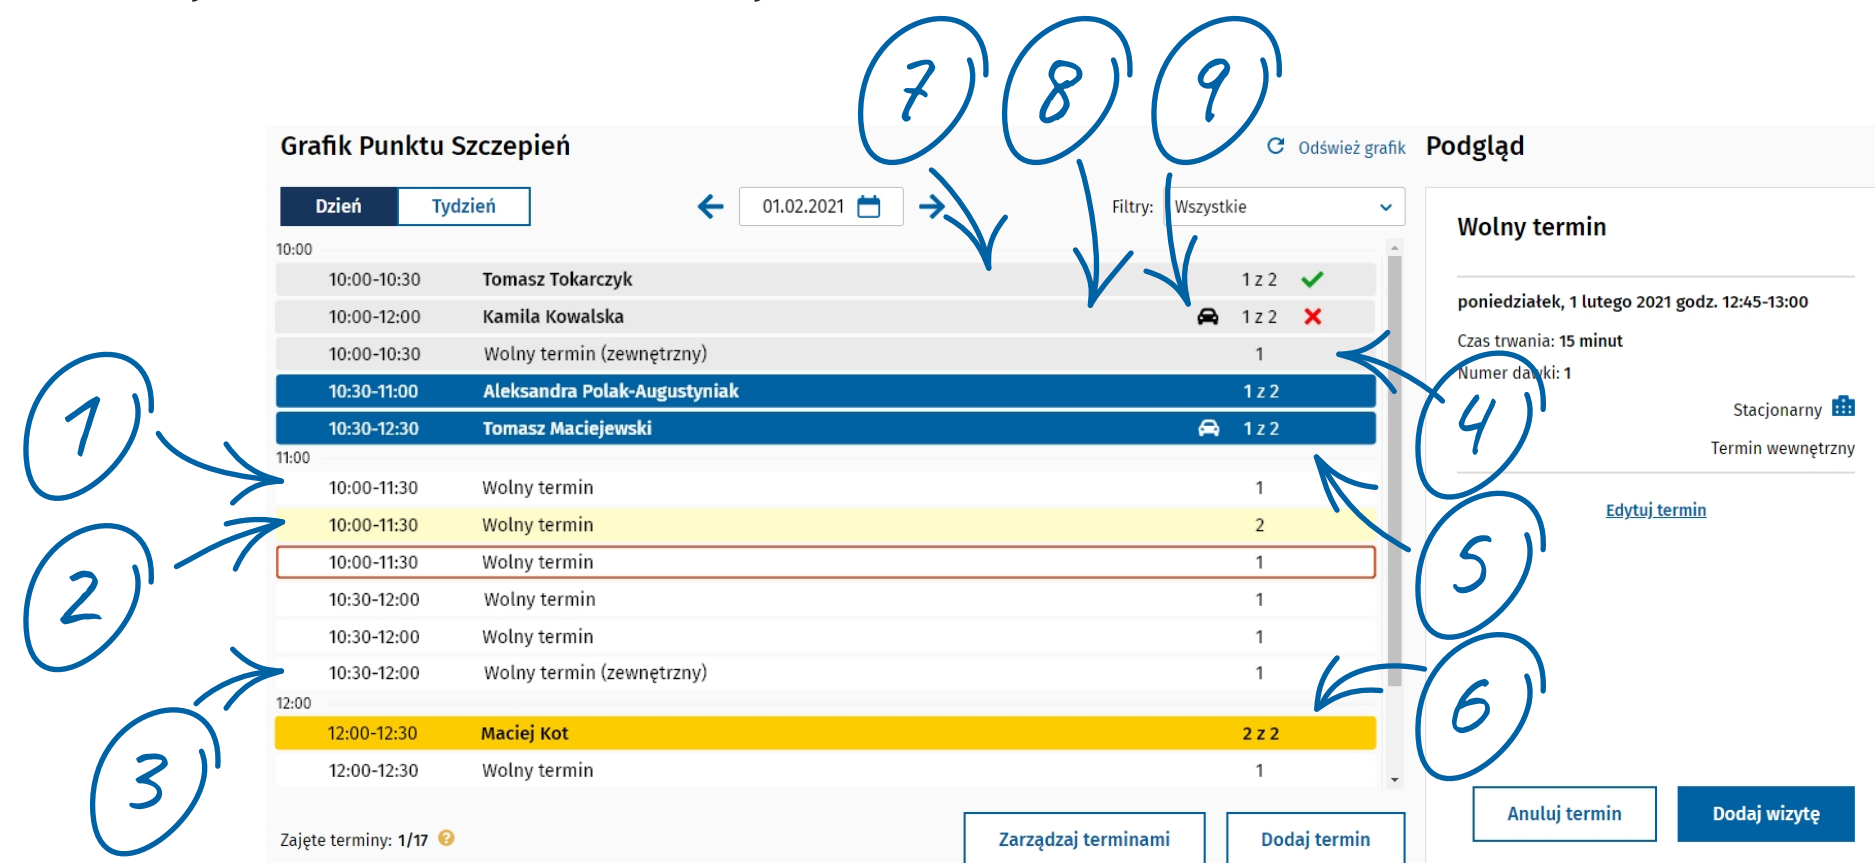 7 8 9
Grafik Punktu Szczepień
Odśwież grafik
Podgląd
Dzień Tydzień
01.02.2021
Filtry: Wszystkie
10:00
10:00-10:30 Tomasz Tokarczyk 1 z 2
10:00-12:00 Kamila Kowalska 1 z 2
10:00-10:30 Wolny termin (zewnętrzny) 1
10:30-11:00 Aleksandra Polak-Augustyniak 1 z 2
10:30-12:30 Tomasz Maciejewski 1 z 2
11:00
10:00-11:30 Wolny termin 1
10:00-11:30 Wolny termin 2
10:00-11:30 Wolny termin 1
10:30-12:00 Wolny termin 1
10:30-12:00 Wolny termin 1
10:30-12:00 Wolny termin (zewnętrzny) 1
12:00
12:00-12:30 Maciej Kot 2 z 2
12:00-12:30 Wolny termin 1
Zajęte terminy: 1/17 ?
Zarządzaj terminami
Dodaj termin
1
2
3
4
5
6
Wolny termin
poniedziałek, 1 lutego 2021 godz. 12:45-13:00
Czas trwania: 15 minut
Numer dawki: 1
Stacjonarny
Termin wewnętrzny
Edytuj termin
Anuluj termin
Dodaj wizytę